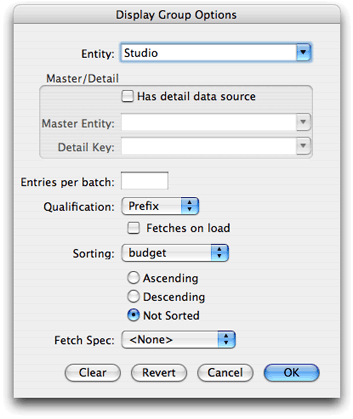 Display Group Options
Entity: Studio
Master/Detail
Has detail data source
Master Entity:
Detail Key:
Entries per batch:
Qualification: Prefix
Fetches on load
Sorting: budget
Ascending
Descending
Not Sorted
Fetch Spec: <None>
Clear Revert Cancel OK